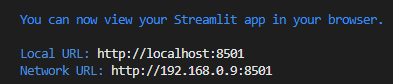 You can now view your Streamlit app in your browser.
Local URL: http://localhost:8501
Network URL: http://192.168.0.9:8501